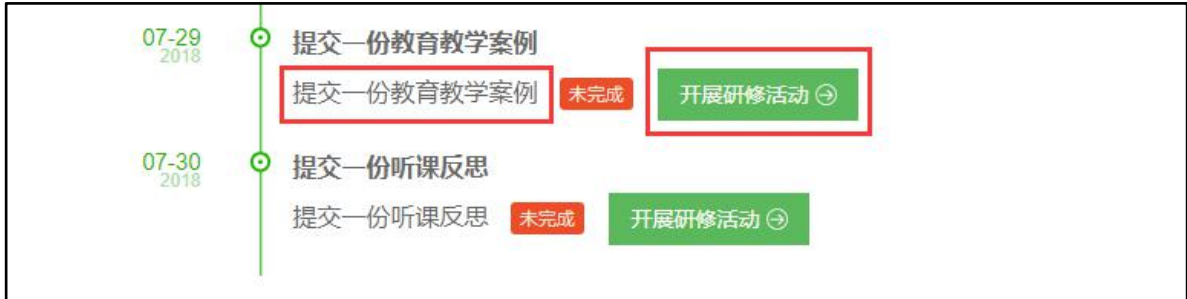 07-29 提交一份教育教学案例
2018
提交一份教育教学案例 未完成 开展研修活动
07-30 提交一份听课反思
2018
提交一份听课反思 未完成 开展研修活动